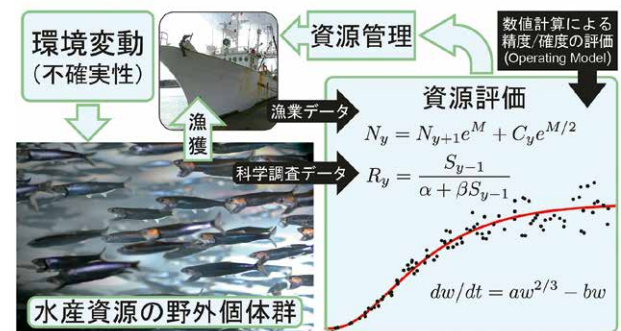 環境変動
(不確実性)
資源管理
数値計算による
精度/確度の評価
(Operating Model)
漁獲
漁業データ
科学調査データ
資源評価
N_y = N_{y+1}e^M + C_ye^{M/2}
R_y = \frac{S_{y-1}}{α + βS_{y-1}}
dw/dt = aw^{2/3} − bw
水産資源の野外個体群